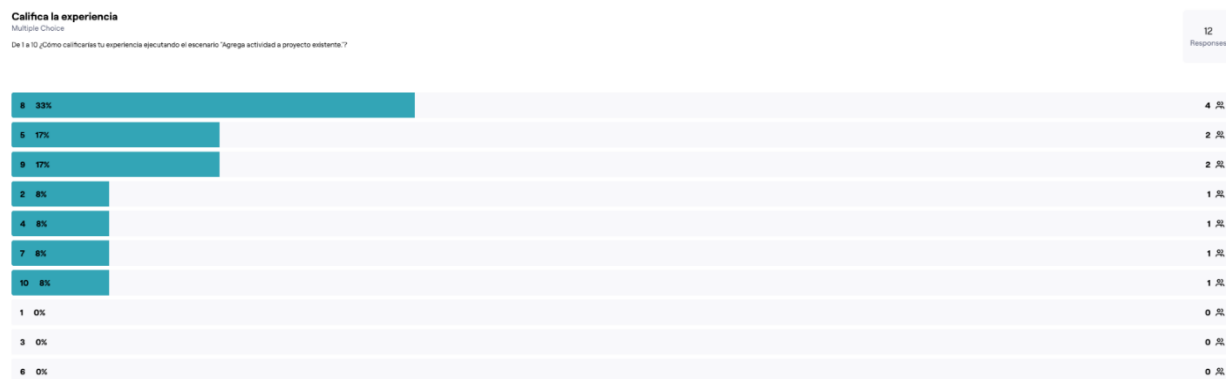 Califica la experiencia
Multiple Choice
De 1 a 10 ¿Cómo calificarías tu experiencia ejecutando el escenario "Agrega actividad a proyecto existente."?
12
Responses
8 33% 4
5 17% 2
9 17% 2
2 8% 1
4 8% 1
7 8% 1
10 8% 1
1 0% 0
3 0% 0
6 0% 0